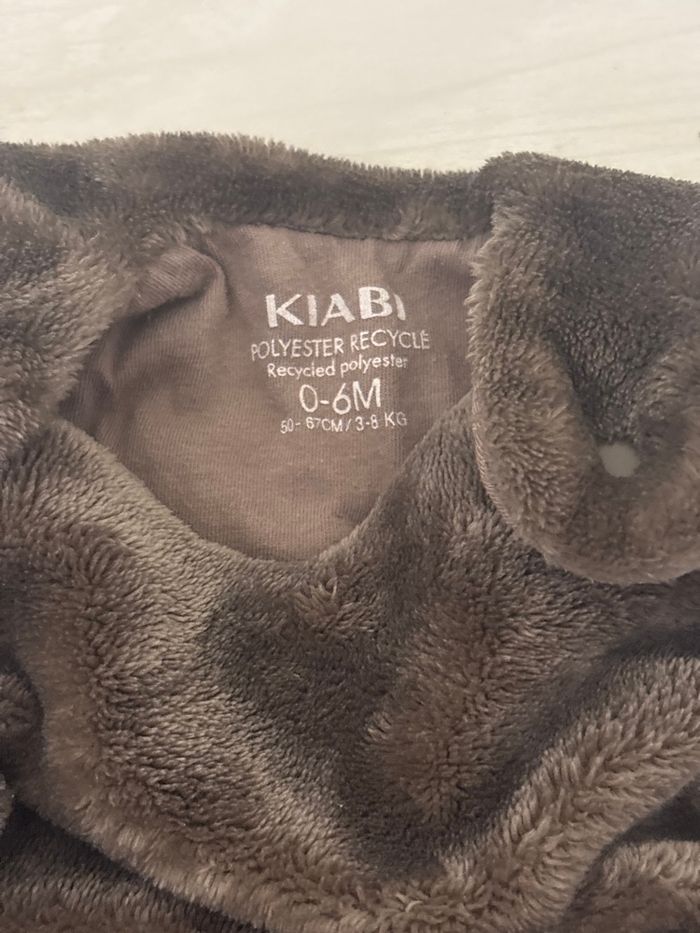 KIABI
POLYESTER RECYCLÉ
Recycled polyester
0-6M
50- 67CM/3-8 KG